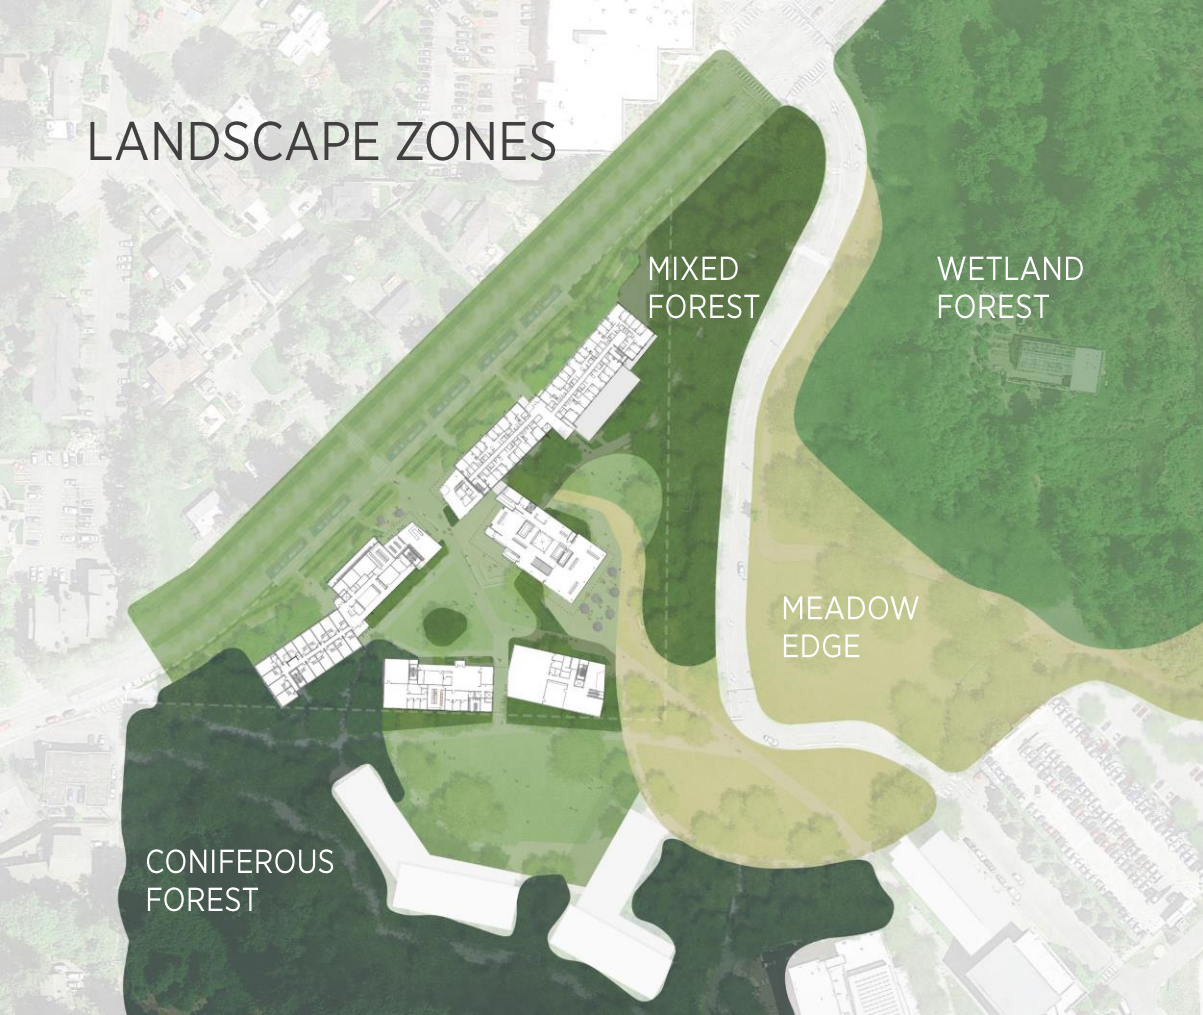 LANDSCAPE ZONES
MIXED
FOREST
WETLAND
FOREST
MEADOW
EDGE
CONIFEROUS
FOREST